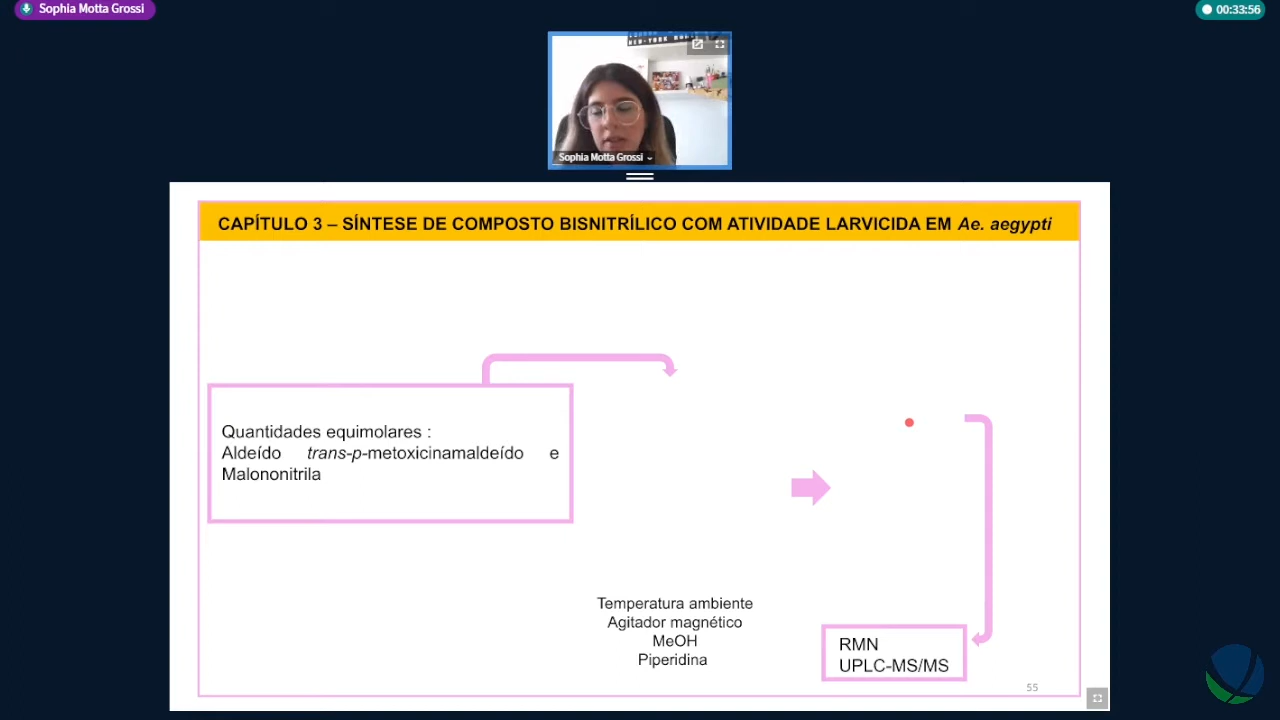 Sophia Motta Grossi
00:33:56
Sophia Motta Grossi
CAPÍTULO 3 – SÍNTESE DE COMPOSTO BISNITRÍLICO COM ATIVIDADE LARVICIDA EM Ae. aegypti
Quantidades equimolares :
Aldeído trans-p-metoxicinamaldeído e
Malononitrila
Temperatura ambiente
Agitador magnético
MeOH
Piperidina
RMN
UPLC-MS/MS
55